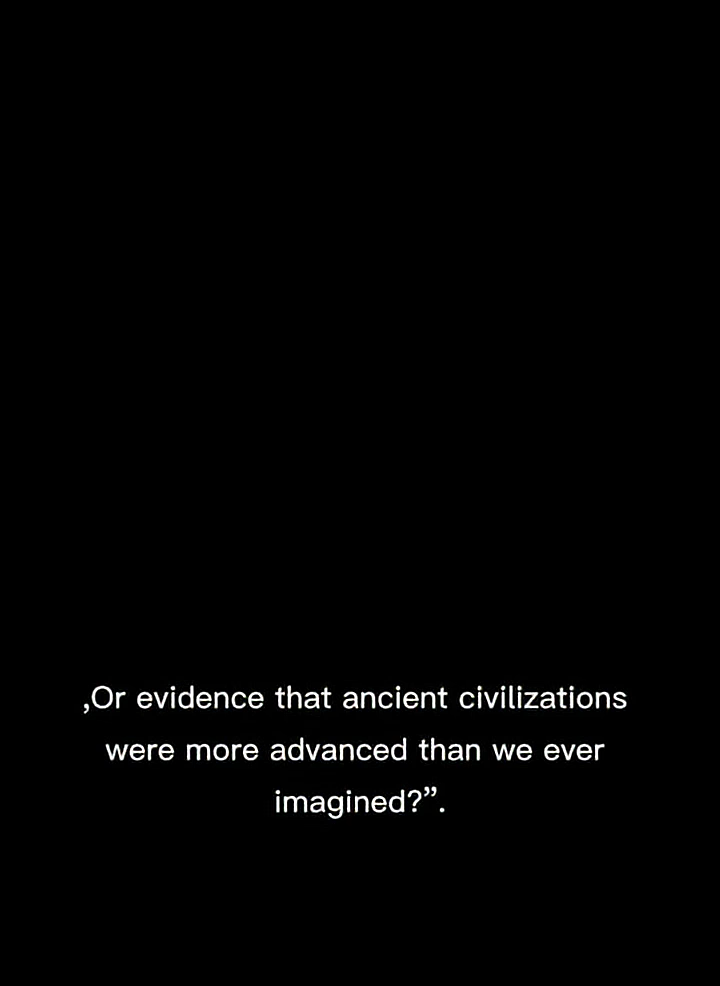 ,Or evidence that ancient civilizations
were more advanced than we ever
imagined?”.